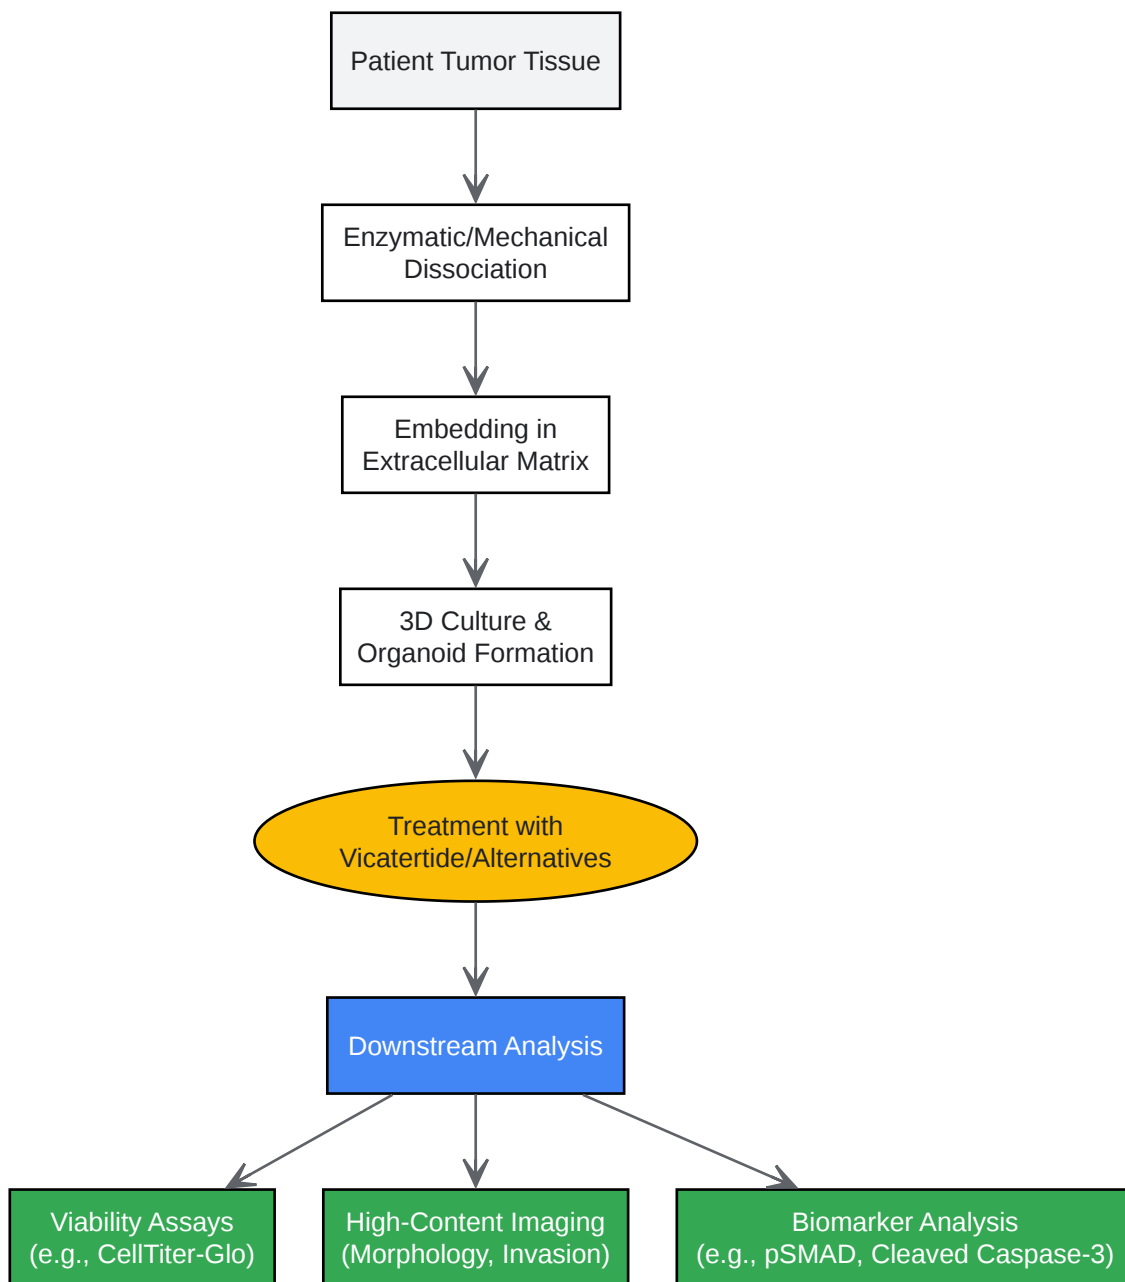 Patient Tumor Tissue
Enzymatic/Mechanical
Dissociation
Embedding in
Extracellular Matrix
3D Culture &
Organoid Formation
Treatment with
Vicatertide/Alternatives
Downstream Analysis
Viability Assays
(e.g., CellTiter-Glo)
High-Content Imaging
(Morphology, Invasion)
Biomarker Analysis
(e.g., pSMAD, Cleaved Caspase-3)